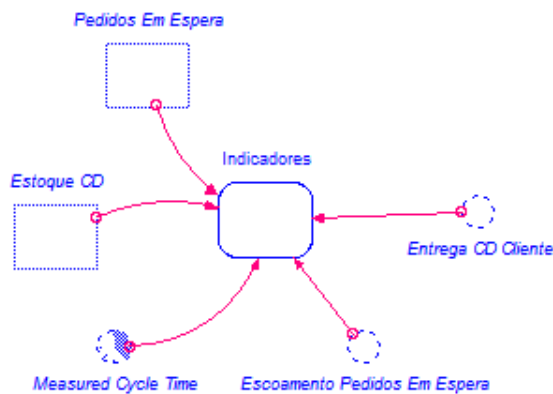 Pedidos Em Espera
Indicadores
Estoque CD
Entrega CD Cliente
Measured Cycle Time
Escoamento Pedidos Em Espera